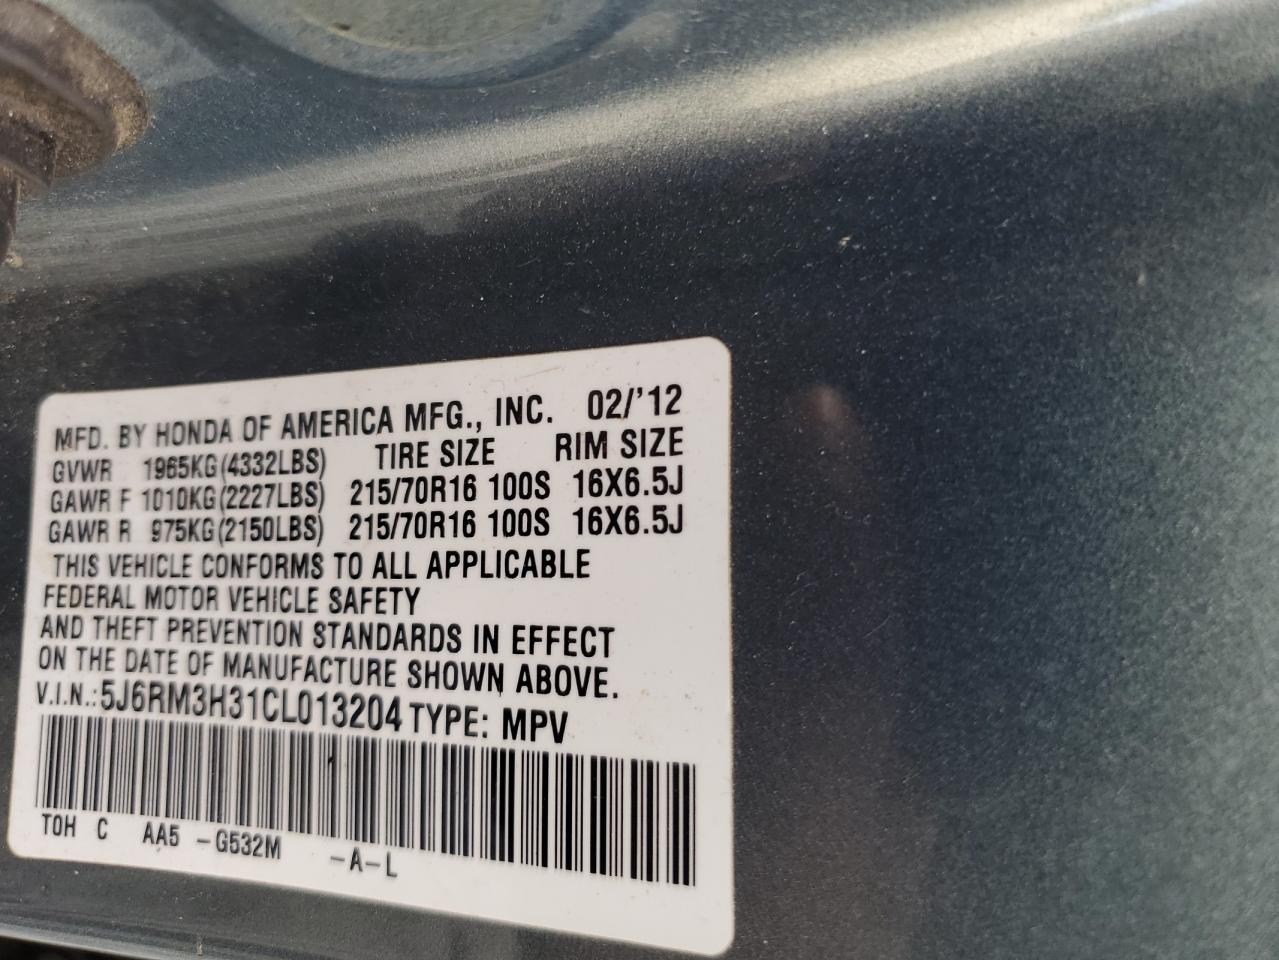 MFD. BY HONDA OF AMERICA MFG., INC. 02/'12
GVWR 1965KG(4332LBS) TIRE SIZE RIM SIZE
GAWR F 1010KG(2227LBS) 215/70R16 100S 16X6.5J
GAWR R 975KG(2150LBS) 215/70R16 100S 16X6.5J
THIS VEHICLE CONFORMS TO ALL APPLICABLE
FEDERAL MOTOR VEHICLE SAFETY
AND THEFT PREVENTION STANDARDS IN EFFECT
ON THE DATE OF MANUFACTURE SHOWN ABOVE.
V.I.N.:5J6RM3H31CL013204 TYPE: MPV
TOH C AA5 -G532M -A-L